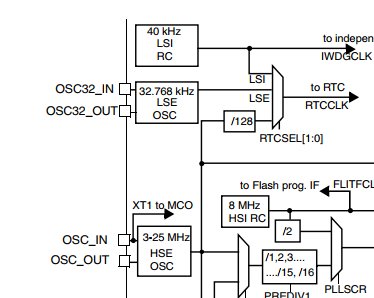 40 kHz
LSI
RC
to indepen
IWDGCLK
LSI
OSC32_IN
32.768 kHz
LSE
OSC
LSE
to RTC
RTCCLK
OSC32_OUT
/128
RTCSEL[1:0]
to Flash prog. IF
FLITFCL
XT1 to MCO
8 MHz
HSI RC
/2
OSC_IN
3-25 MHz
HSE
OSC
OSC_OUT
/1,2,3....
..../15, /16
PREDIV1
PLLSCR